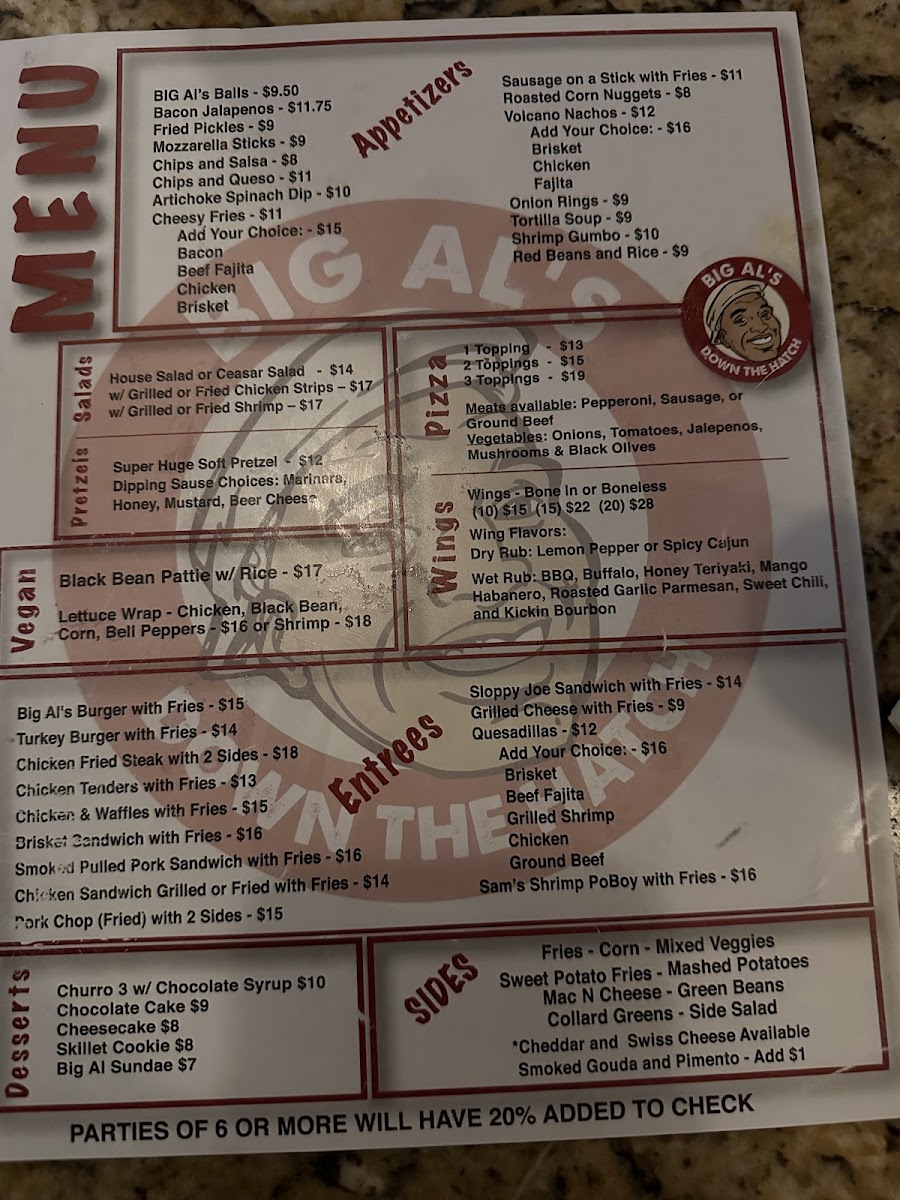 MENU
Appetizers
BIG Al's Balls - $9.50
Bacon Jalapenos - $11.75
Fried Pickles - $9
Mozzarella Sticks - $9
Chips and Salsa - $8
Chips and Queso - $11
Artichoke Spinach Dip - $10
Cheesy Fries - $11
Add Your Choice: - $15
Bacon
Beef Fajita
Chicken
Brisket
Sausage on a Stick with Fries - $11
Roasted Corn Nuggets - $8
Volcano Nachos - $12
Add Your Choice: - $16
Brisket
Chicken
Fajita
Onion Rings - $9
Tortilla Soup - $9
Shrimp Gumbo - $10
Red Beans and Rice - $9
BIG AL'S
DOWN THE HATCH
BIG AL'S
DOWN THE HATCH
Salads
House Salad or Ceasar Salad - $14
w/ Grilled or Fried Chicken Strips – $17
w/ Grilled or Fried Shrimp – $17
Pretzels
Super Huge Soft Pretzel - $12
Dipping Sause Choices: Marinara,
Honey, Mustard, Beer Cheese
Pizza
1 Topping - $13
2 Toppings - $15
3 Toppings - $19
Meats available: Pepperoni, Sausage, or
Ground Beef
Vegetables: Onions, Tomatoes, Jalepenos,
Mushrooms & Black Olives
Wings
Wings - Bone In or Boneless
(10) $15 (15) $22 (20) $28
Wing Flavors:
Dry Rub: Lemon Pepper or Spicy Cajun
Wet Rub: BBQ, Buffalo, Honey Teriyaki, Mango
Habanero, Roasted Garlic Parmesan, Sweet Chili,
and Kickin Bourbon
Vegan
Black Bean Pattie w/ Rice - $17
Lettuce Wrap - Chicken, Black Bean,
Corn, Bell Peppers - $16 or Shrimp - $18
Entrees
Big Al's Burger with Fries - $15
Turkey Burger with Fries - $14
Chicken Fried Steak with 2 Sides - $18
Chicken Tenders with Fries - $13
Chicken & Waffles with Fries - $15
Brisket Sandwich with Fries - $16
Smoked Pulled Pork Sandwich with Fries - $16
Chicken Sandwich Grilled or Fried with Fries - $14
Pork Chop (Fried) with 2 Sides - $15
Sloppy Joe Sandwich with Fries - $14
Grilled Cheese with Fries - $9
Quesadillas - $12
Add Your Choice: - $16
Brisket
Beef Fajita
Grilled Shrimp
Chicken
Ground Beef
Sam's Shrimp PoBoy with Fries - $16
Desserts
Churro 3 w/ Chocolate Syrup $10
Chocolate Cake $9
Cheesecake $8
Skillet Cookie $8
Big Al Sundae $7
SIDES
Fries - Corn - Mixed Veggies
Sweet Potato Fries - Mashed Potatoes
Mac N Cheese - Green Beans
Collard Greens - Side Salad
*Cheddar and Swiss Cheese Available
Smoked Gouda and Pimento - Add $1
PARTIES OF 6 OR MORE WILL HAVE 20% ADDED TO CHECK